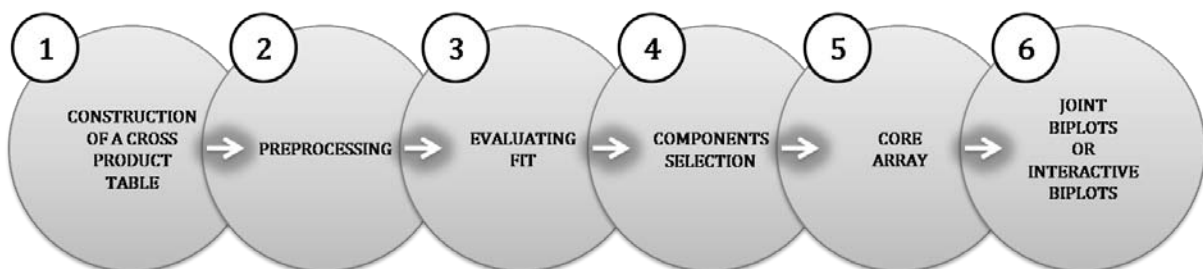 1
CONSTRUCTION
OF A CROSS
PRODUCT
TABLE
2
PREPROCESSING
3
EVALUATING
FIT
4
COMPONENTS
SELECTION
5
CORE
ARRAY
6
JOINT
BIPLOTS
OR
INTERACTIVE
BIPLOTS